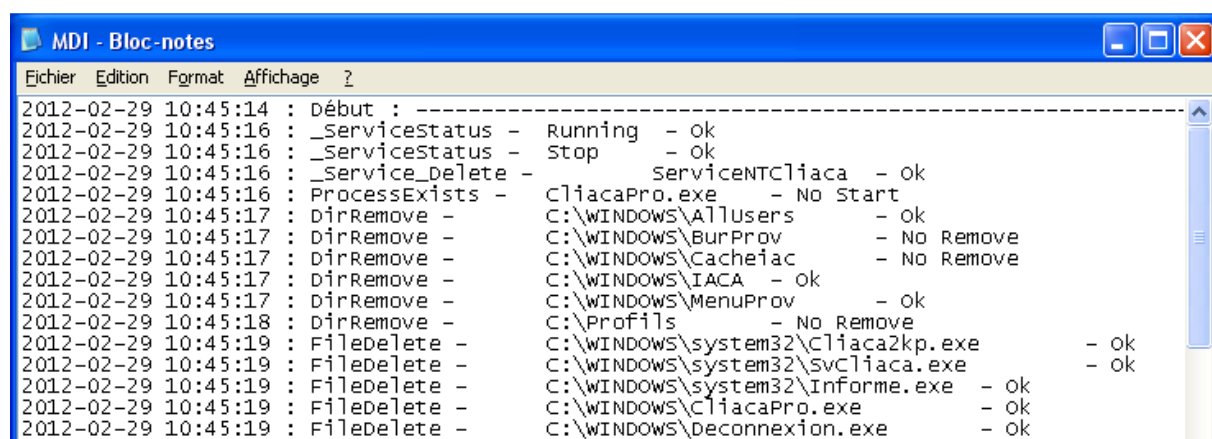 MDI - Bloc-notes
Fichier Edition Format Affichage ?
2012-02-29 10:45:14 : Début : ------------------------------------------------------------
2012-02-29 10:45:16 : _ServiceStatus - Running - Ok
2012-02-29 10:45:16 : _ServiceStatus - Stop - Ok
2012-02-29 10:45:16 : _Service_Delete - ServiceNTCliaca - Ok
2012-02-29 10:45:16 : ProcessExists - CliacaPro.exe - No Start
2012-02-29 10:45:17 : DirRemove - C:\WINDOWS\AllUsers - Ok
2012-02-29 10:45:17 : DirRemove - C:\WINDOWS\BurProv - No Remove
2012-02-29 10:45:17 : DirRemove - C:\WINDOWS\Cacheiac - No Remove
2012-02-29 10:45:17 : DirRemove - C:\WINDOWS\IACA - Ok
2012-02-29 10:45:17 : DirRemove - C:\WINDOWS\MenuProv - Ok
2012-02-29 10:45:18 : DirRemove - C:\Profils - No Remove
2012-02-29 10:45:19 : FileDelete - C:\WINDOWS\system32\Cliaca2kp.exe - Ok
2012-02-29 10:45:19 : FileDelete - C:\WINDOWS\system32\SvCliaca.exe - Ok
2012-02-29 10:45:19 : FileDelete - C:\WINDOWS\system32\Informe.exe - Ok
2012-02-29 10:45:19 : FileDelete - C:\WINDOWS\CliacaPro.exe - Ok
2012-02-29 10:45:19 : FileDelete - C:\WINDOWS\Deconnexion.exe - Ok